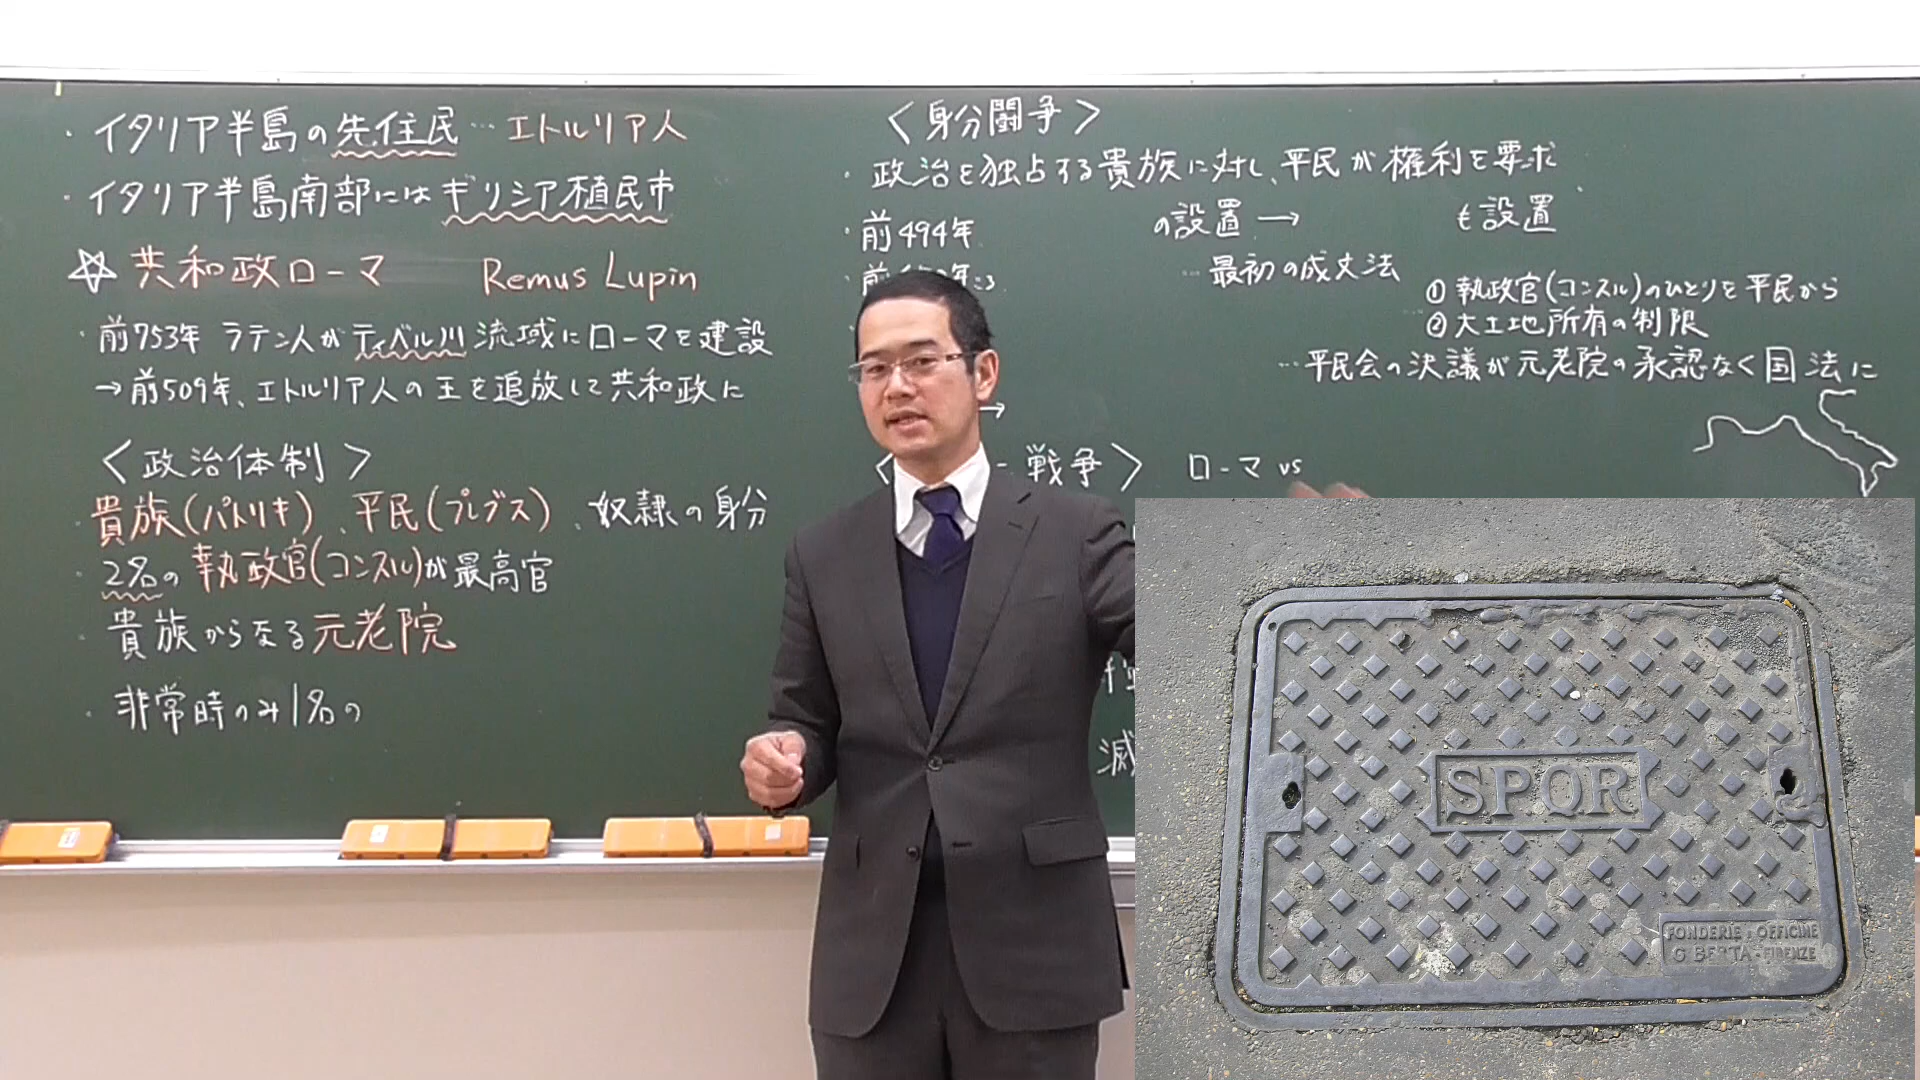 ・イタリア半島の先住民…エトルリア人
・イタリア半島南部にはギリシア植民市
☆共和政ローマ Remus Lupin
・前753年 ラテン人がティベル川流域にローマを建設
→前509年、エトルリア人の王を追放して共和政に
〈政治体制〉
・貴族(パトリキ)、平民(プレブス)、奴隷の身分
・2名の執政官(コンスル)が最高官
・貴族からなる元老院
・非常時のみ1名の
〈身分闘争〉
・政治を独占する貴族に対し、平民が権利を要求
・前494年 の設置→ も設置
…最初の成文法
①執政官(コンスル)のひとりを平民から
②大土地所有の制限
…平民会の決議が元老院の承認なく国法に
→
戦争〉 ローマ vs
滅
SPQR
FONDERIE OFFICINE
G BERTA - FIRENZE